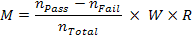 M = (n_Pass − n_Fail) / n_Total × W × R